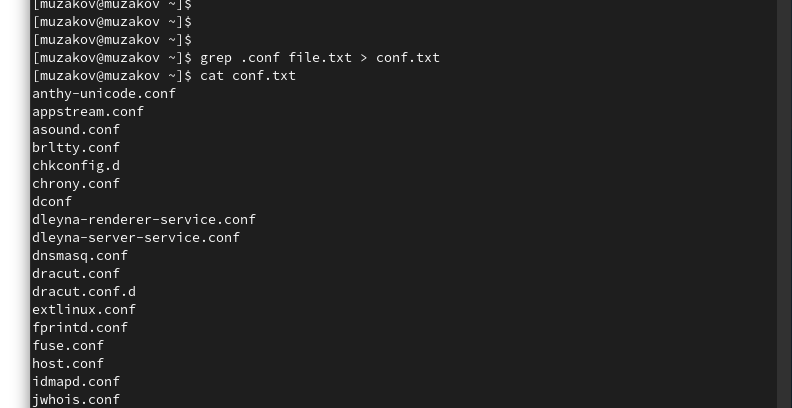 [muzakov@muzakov ~]$
[muzakov@muzakov ~]$
[muzakov@muzakov ~]$
[muzakov@muzakov ~]$ grep .conf file.txt > conf.txt
[muzakov@muzakov ~]$ cat conf.txt
anthy-unicode.conf
appstream.conf
asound.conf
brltty.conf
chkconfig.d
chrony.conf
dconf
dleyna-renderer-service.conf
dleyna-server-service.conf
dnsmasq.conf
dracut.conf
dracut.conf.d
extlinux.conf
fprintd.conf
fuse.conf
host.conf
idmapd.conf
jwhois.conf